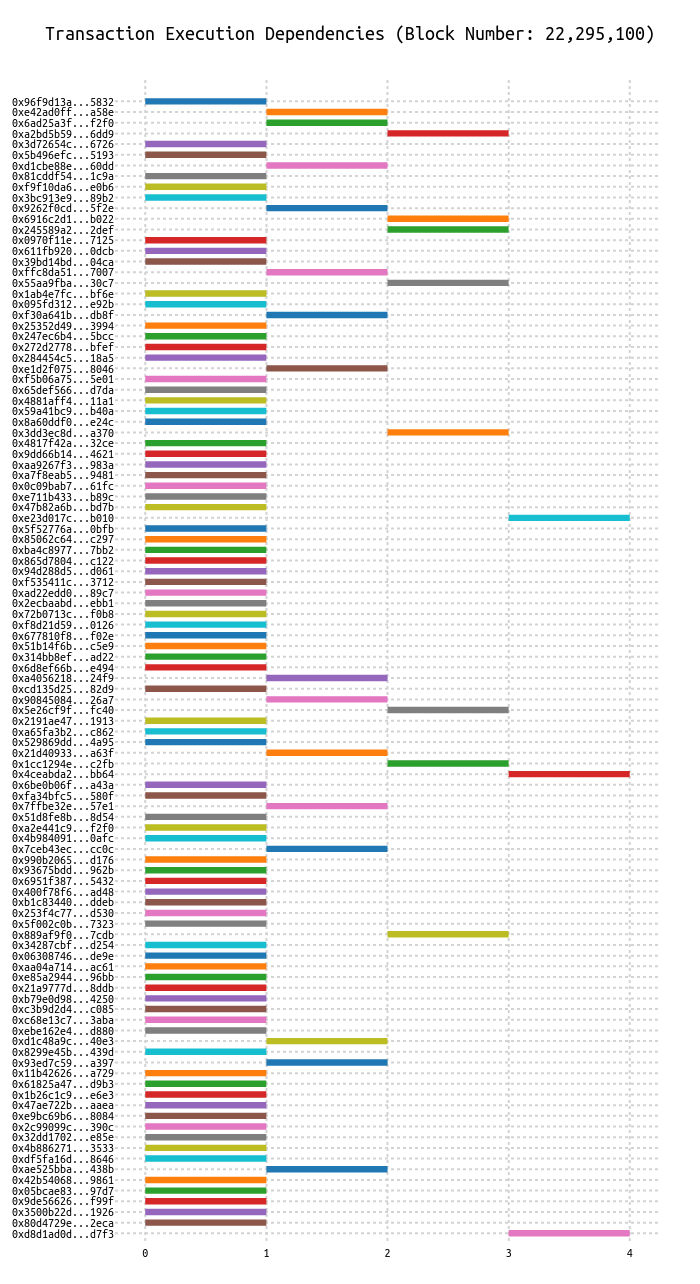 Transaction Execution Dependencies (Block Number: 22,295,100)
0x96f9d13a...5832
0xe42ad0ff...a58e
0x6ad25a3f...f2f0
0xa2bd5b59...6dd9
0x3d72654c...6726
0x5b496efc...5193
0xd1cbe88e...60dd
0x81cddf54...1c9a
0xf9f10da6...e0b6
0x3bc913e9...89b2
0x9262f0cd...5f2e
0x6916c2d1...b022
0x245589a2...2def
0x0970f11e...7125
0x611fb920...0dcb
0x39bd14bd...04ca
0xffc8da51...7007
0x55aa9fba...30c7
0x1ab4e7fc...bf6e
0x095fd312...e92b
0xf30a641b...db8f
0x25352d49...3994
0x247ec6b4...5bcc
0x272d2778...bfef
0x284454c5...18a5
0xe1d2f075...8046
0xf5b06a75...5e01
0x65def566...d7da
0x4881aff4...11a1
0x59a41bc9...b40a
0x8a60ddf0...e24c
0x3dd3ec8d...a370
0x4817f42a...32ce
0x9dd66b14...4621
0xaa9267f3...983a
0xa7f8eab5...9481
0x0c09bab7...61fc
0xe711b433...b89c
0x47b82a6b...bd7b
0xe23d017c...b010
0x5f52776a...0bfb
0x85062c64...c297
0xba4c8977...7bb2
0x865d7804...c122
0x94d288d5...d061
0xf535411c...3712
0xad22edd0...89c7
0x2ecbaabd...ebb1
0x72b0713c...f0b8
0xf8d21d59...0126
0x677810f8...f02e
0x51b14f6b...c5e9
0x314bb8ef...ad22
0x6d8ef66b...e494
0xa4056218...24f9
0xcd135d25...82d9
0x90845084...26a7
0x5e26cf9f...fc40
0x2191ae47...1913
0xa65fa3b2...c862
0x529869dd...4a95
0x21d40933...a63f
0x1cc1294e...c2fb
0x4ceabda2...bb64
0x6be0b06f...a43a
0xfa34bfc5...580f
0x7ffbe32e...57e1
0x51d8fe8b...8d54
0xa2e441c9...f2f0
0x4b984091...0afc
0x7ceb43ec...cc0c
0x990b2065...d176
0x93675bdd...962b
0x6951f387...5432
0x400f78f6...ad48
0xb1c83440...ddeb
0x253f4c77...d530
0x5f002c0b...7323
0x889af9f0...7cdb
0x34287cbf...d254
0x06308746...de9e
0xaa04a714...ac61
0xe85a2944...96bb
0x21a9777d...8ddb
0xb79e0d98...4250
0xc3b9d2d4...c085
0xc68e13c7...3aba
0xebe162e4...d880
0xd1c48a9c...40e3
0x8299e45b...439d
0x93ed7c59...a397
0x11b42626...a729
0x61825a47...d9b3
0x1b26c1c9...e6e3
0x47ae722b...aaea
0xe9bc69b6...8084
0x2c99099c...390c
0x32dd1702...e85e
0x4b886271...3533
0xdf5fa16d...8646
0xae525bba...438b
0x42b54068...9861
0x05bcae83...97d7
0x9de56626...f99f
0x3500b22d...1926
0x80d4729e...2eca
0xd8d1ad0d...d7f3
0 1 2 3 4